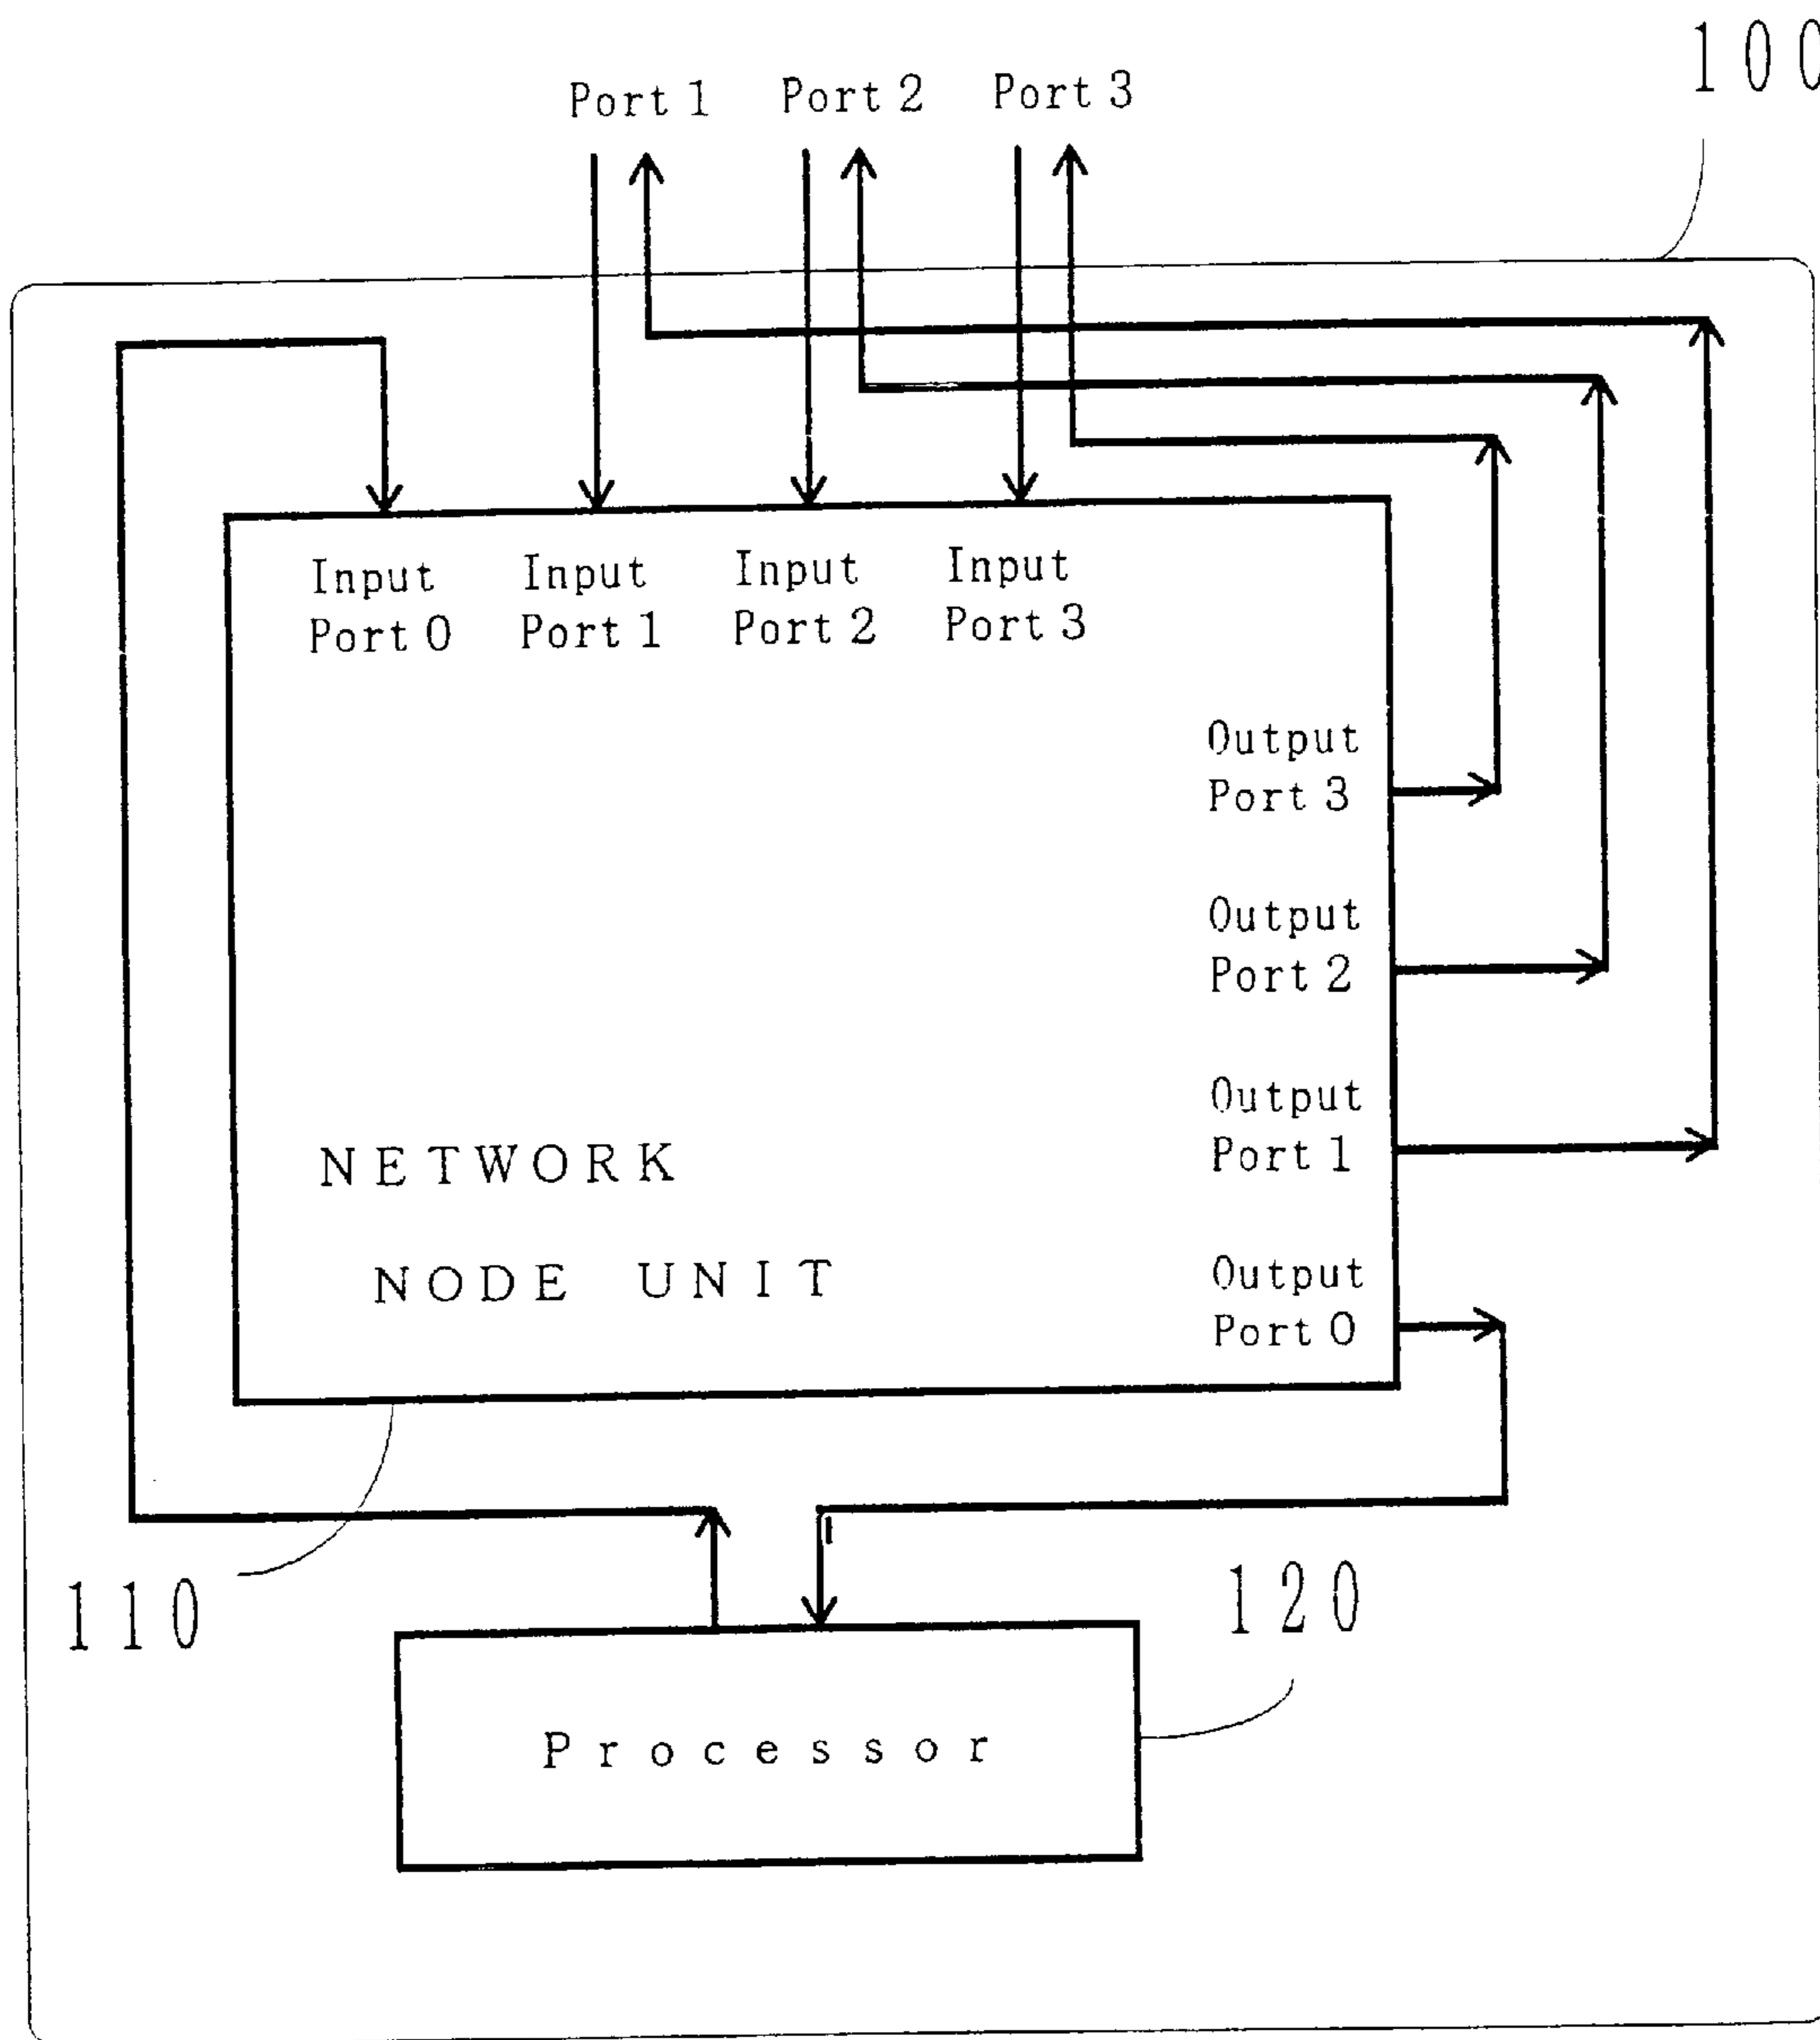 100
Port 1 Port 2 Port 3
Input Input Input Input
Port 0 Port 1 Port 2 Port 3
Output
Port 3
Output
Port 2
Output
Port 1
NETWORK
NODE UNIT
Output
Port 0
110
120
Processor